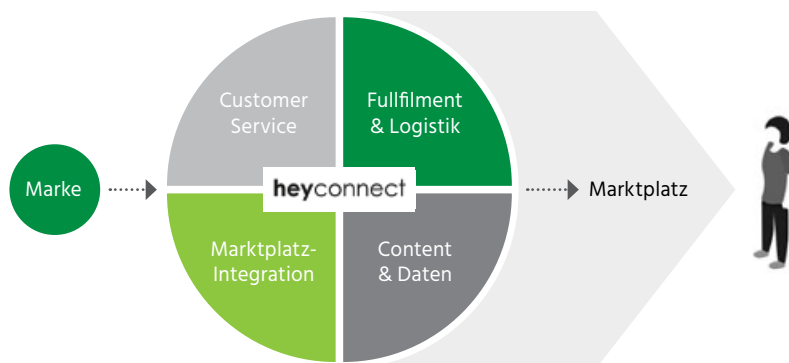 Customer
Service
Fullfilment
& Logistik
Marke
heyconnect
Marktplatz
Marktplatz-
Integration
Content
& Daten